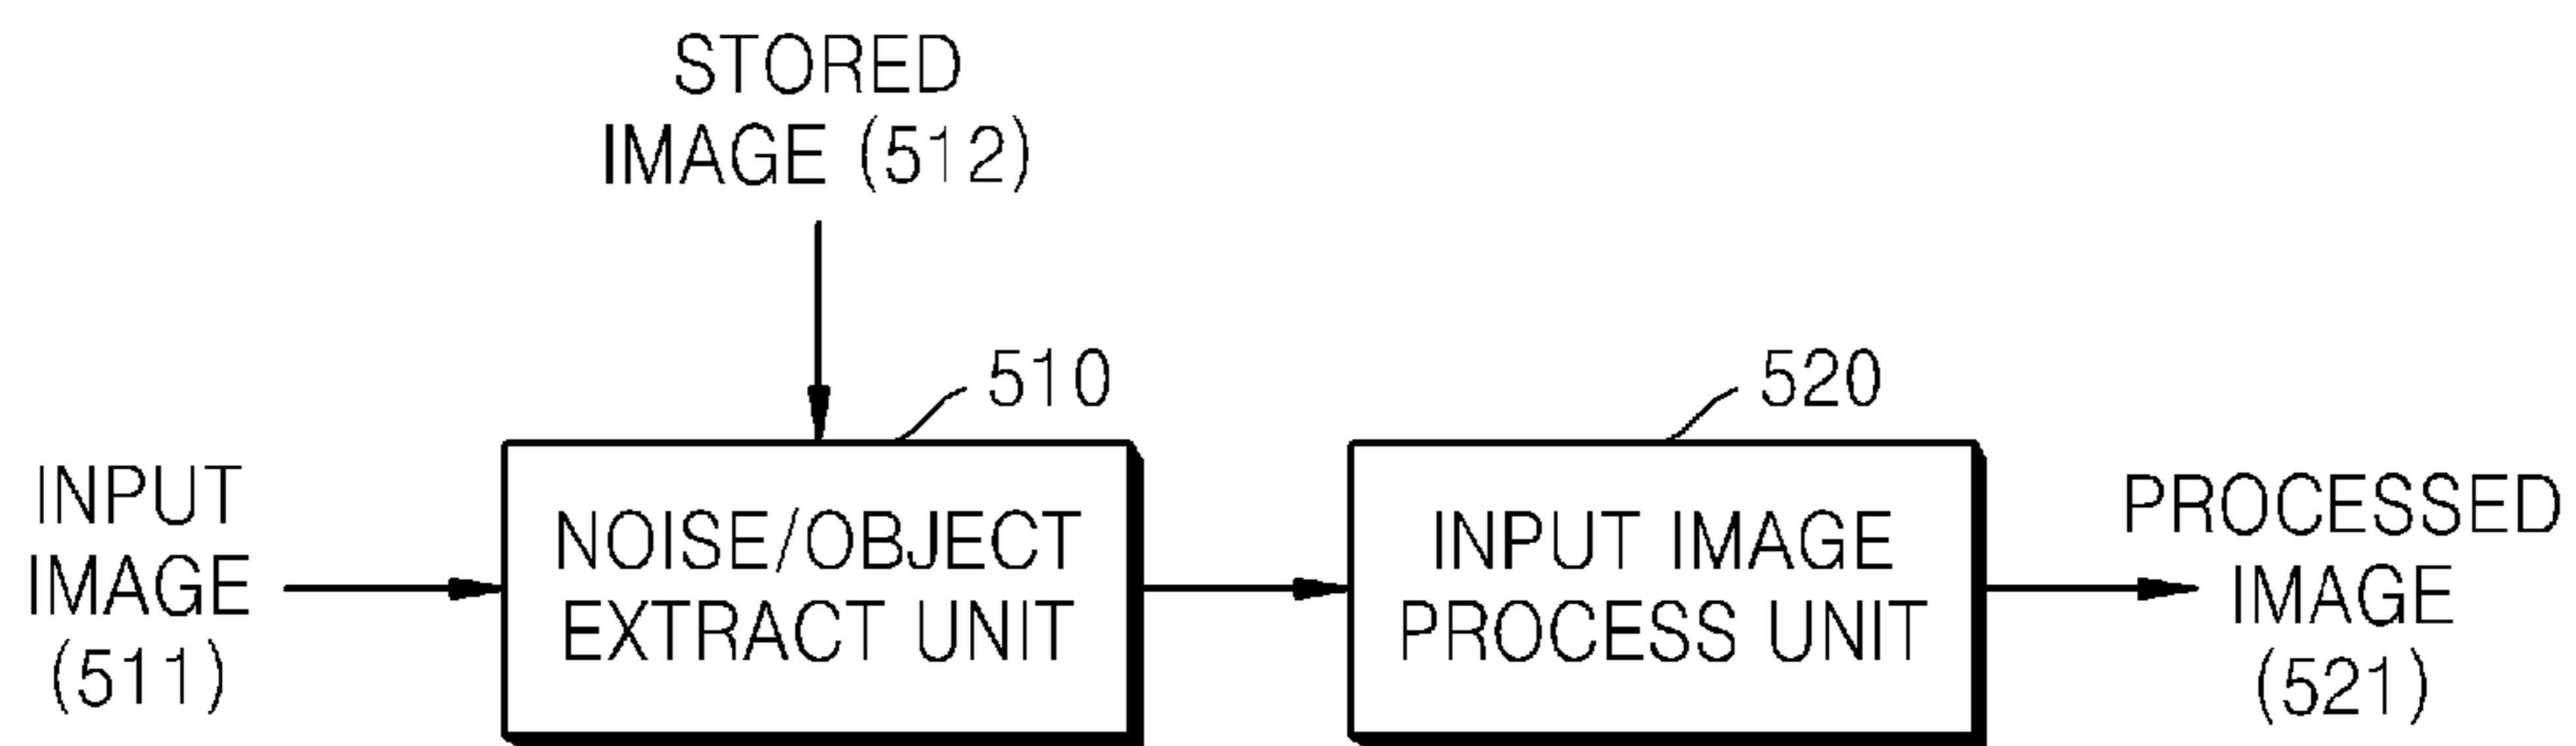 STORED
IMAGE (512)
510
520
INPUT
IMAGE
(511)
NOISE/OBJECT
EXTRACT UNIT
INPUT IMAGE
PROCESS UNIT
PROCESSED
IMAGE
(521)